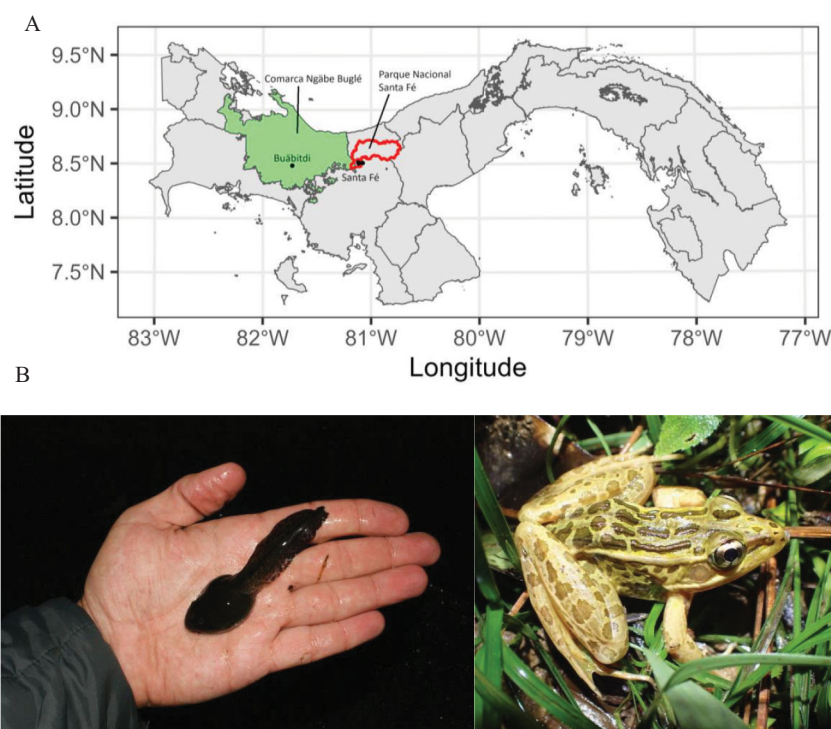 A
Latitude
9.5°N
9.0°N
8.5°N
8.0°N
7.5°N
Comarca Ngäbe Buglé
Parque Nacional
Santa Fé
Buäbitdí
Santa Fé
83°W 82°W 81°W 80°W 79°W 78°W 77°W
Longitude
B